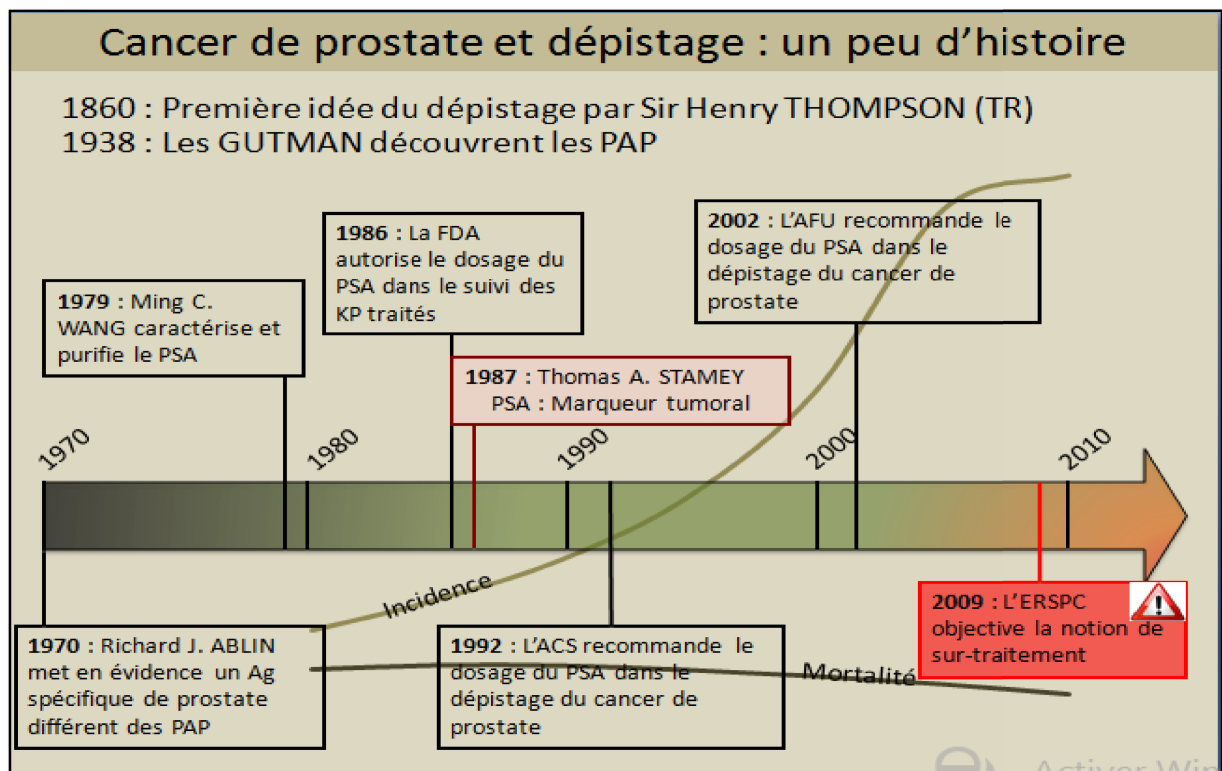 Cancer de prostate et dépistage : un peu d'histoire
1860 : Première idée du dépistage par Sir Henry THOMPSON (TR)
1938 : Les GUTMAN découvrent les PAP
1979 : Ming C.
WANG caractérise et
purifie le PSA
1986 : La FDA
autorise le dosage du
PSA dans le suivi des
KP traités
2002 : L'AFU recommande le
dosage du PSA dans le
dépistage du cancer de
prostate
1987 : Thomas A. STAMEY
PSA : Marqueur tumoral
1970
1980
1990
2000
2010
Incidence
Mortalité
1970 : Richard J. ABLIN
met en évidence un Ag
spécifique de prostate
différent des PAP
1992 : L'ACS recommande le
dosage du PSA dans le
dépistage du cancer de
prostate
2009 : L'ERSPC
objective la notion de
sur-traitement
Activer Win